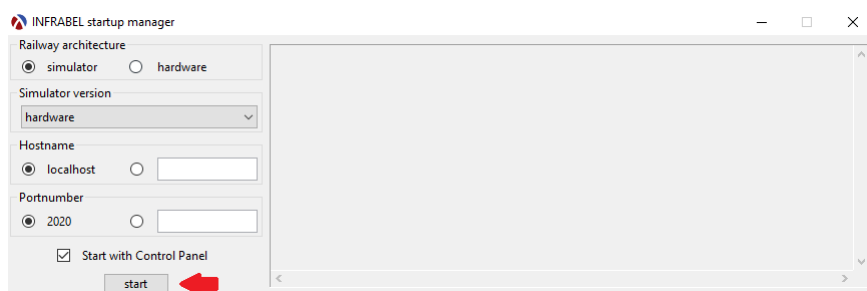 INFRABEL startup manager
Railway architecture
simulator hardware
Simulator version
hardware
Hostname
localhost
Portnumber
2020
Start with Control Panel
start